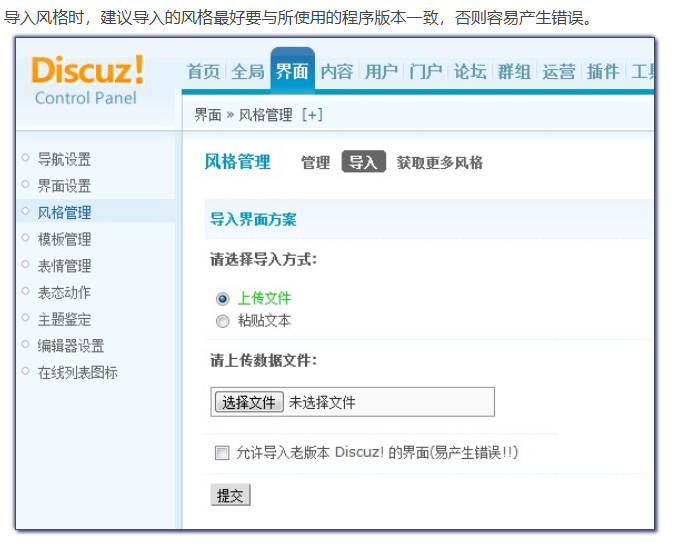 导入风格时，建议导入的风格最好要与所使用的程序版本一致，否则容易产生错误。
Discuz!
Control Panel
首页 全局 界面 内容 用户 门户 论坛 群组 运营 插件 工
界面 » 风格管理 [+]
导航设置
界面设置
风格管理
模板管理
表情管理
表态动作
主题鉴定
编辑器设置
在线列表图标
风格管理 管理 导入 获取更多风格
导入界面方案
请选择导入方式:
上传文件
粘贴文本
请上传数据文件:
选择文件 未选择文件
允许导入老版本 Discuz! 的界面(易产生错误!!)
提交